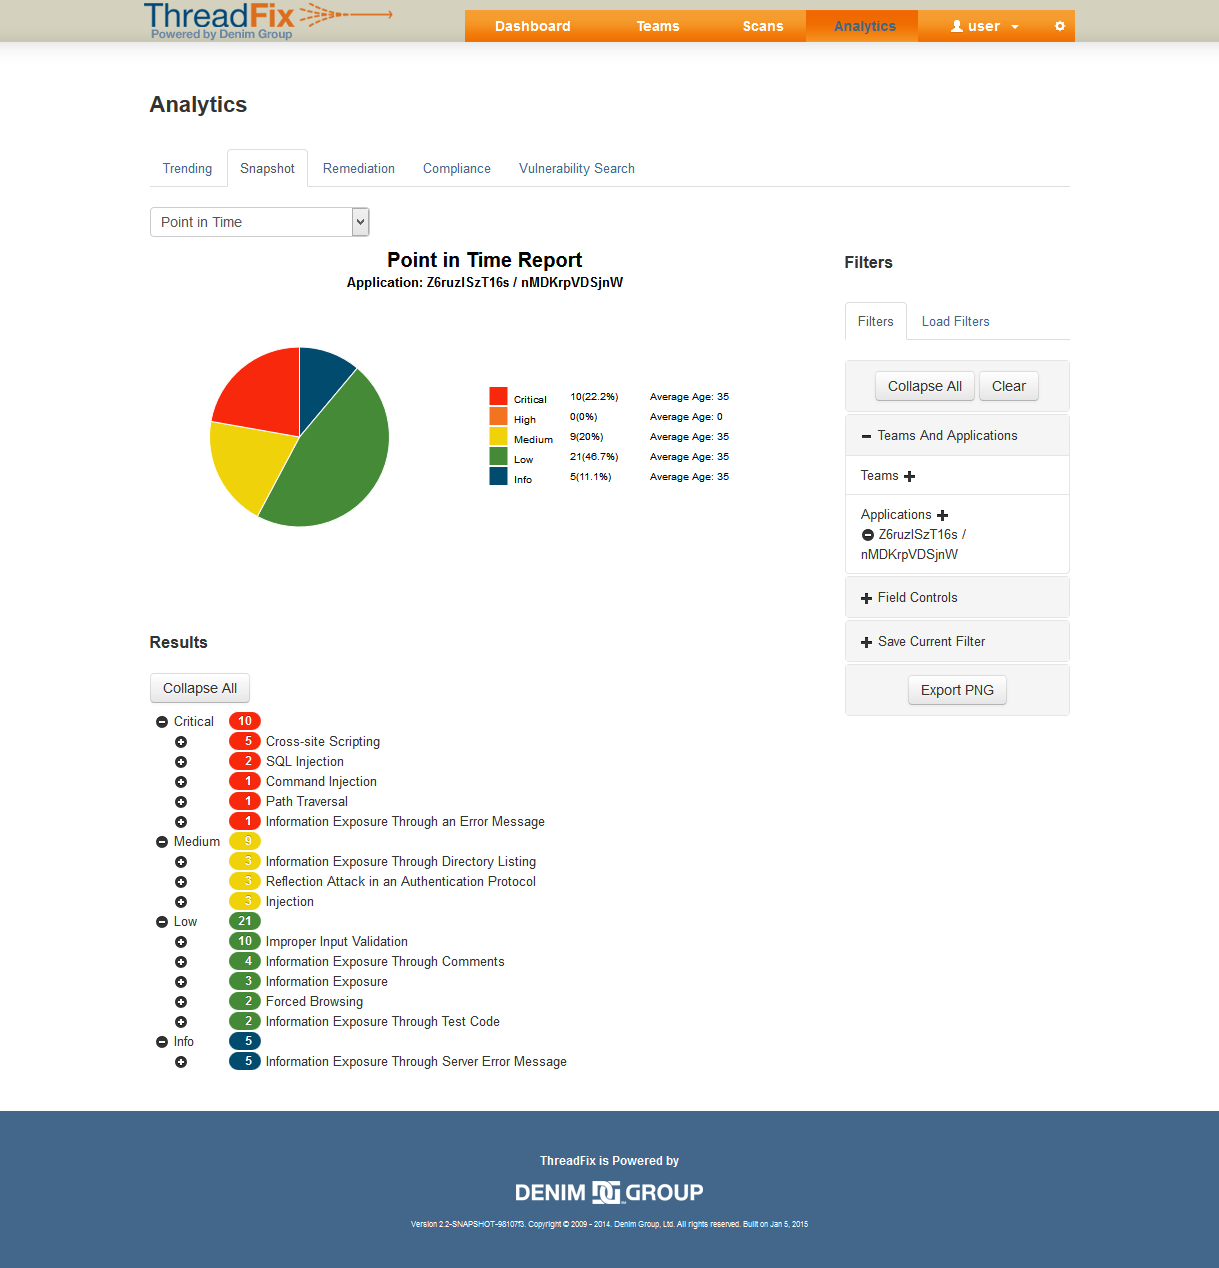 ThreadFix
Powered by Denim Group
Dashboard Teams Scans Analytics user
Analytics
Trending Snapshot Remediation Compliance Vulnerability Search
Point in Time
Point in Time Report
Application: Z6ruzISzT16s / nMDKrpVDSjnW
Critical 10(22.2%) Average Age: 35
High 0(0%) Average Age: 0
Medium 9(20%) Average Age: 35
Low 21(46.7%) Average Age: 35
Info 5(11.1%) Average Age: 35
Filters
Filters Load Filters
Collapse All Clear
Teams And Applications
Teams
Applications
Z6ruzISzT16s /
nMDKrpVDSjnW
Field Controls
Save Current Filter
Export PNG
Results
Collapse All
Critical 10
5 Cross-site Scripting
2 SQL Injection
1 Command Injection
1 Path Traversal
1 Information Exposure Through an Error Message
Medium 9
3 Information Exposure Through Directory Listing
3 Reflection Attack in an Authentication Protocol
3 Injection
Low 21
10 Improper Input Validation
4 Information Exposure Through Comments
3 Information Exposure
2 Forced Browsing
2 Information Exposure Through Test Code
Info 5
5 Information Exposure Through Server Error Message
ThreadFix is Powered by
DENIM DG GROUP
Version 2.2-SNAPSHOT-98107f3. Copyright © 2009 - 2014. Denim Group, Ltd. All rights reserved. Built on Jan 5, 2015